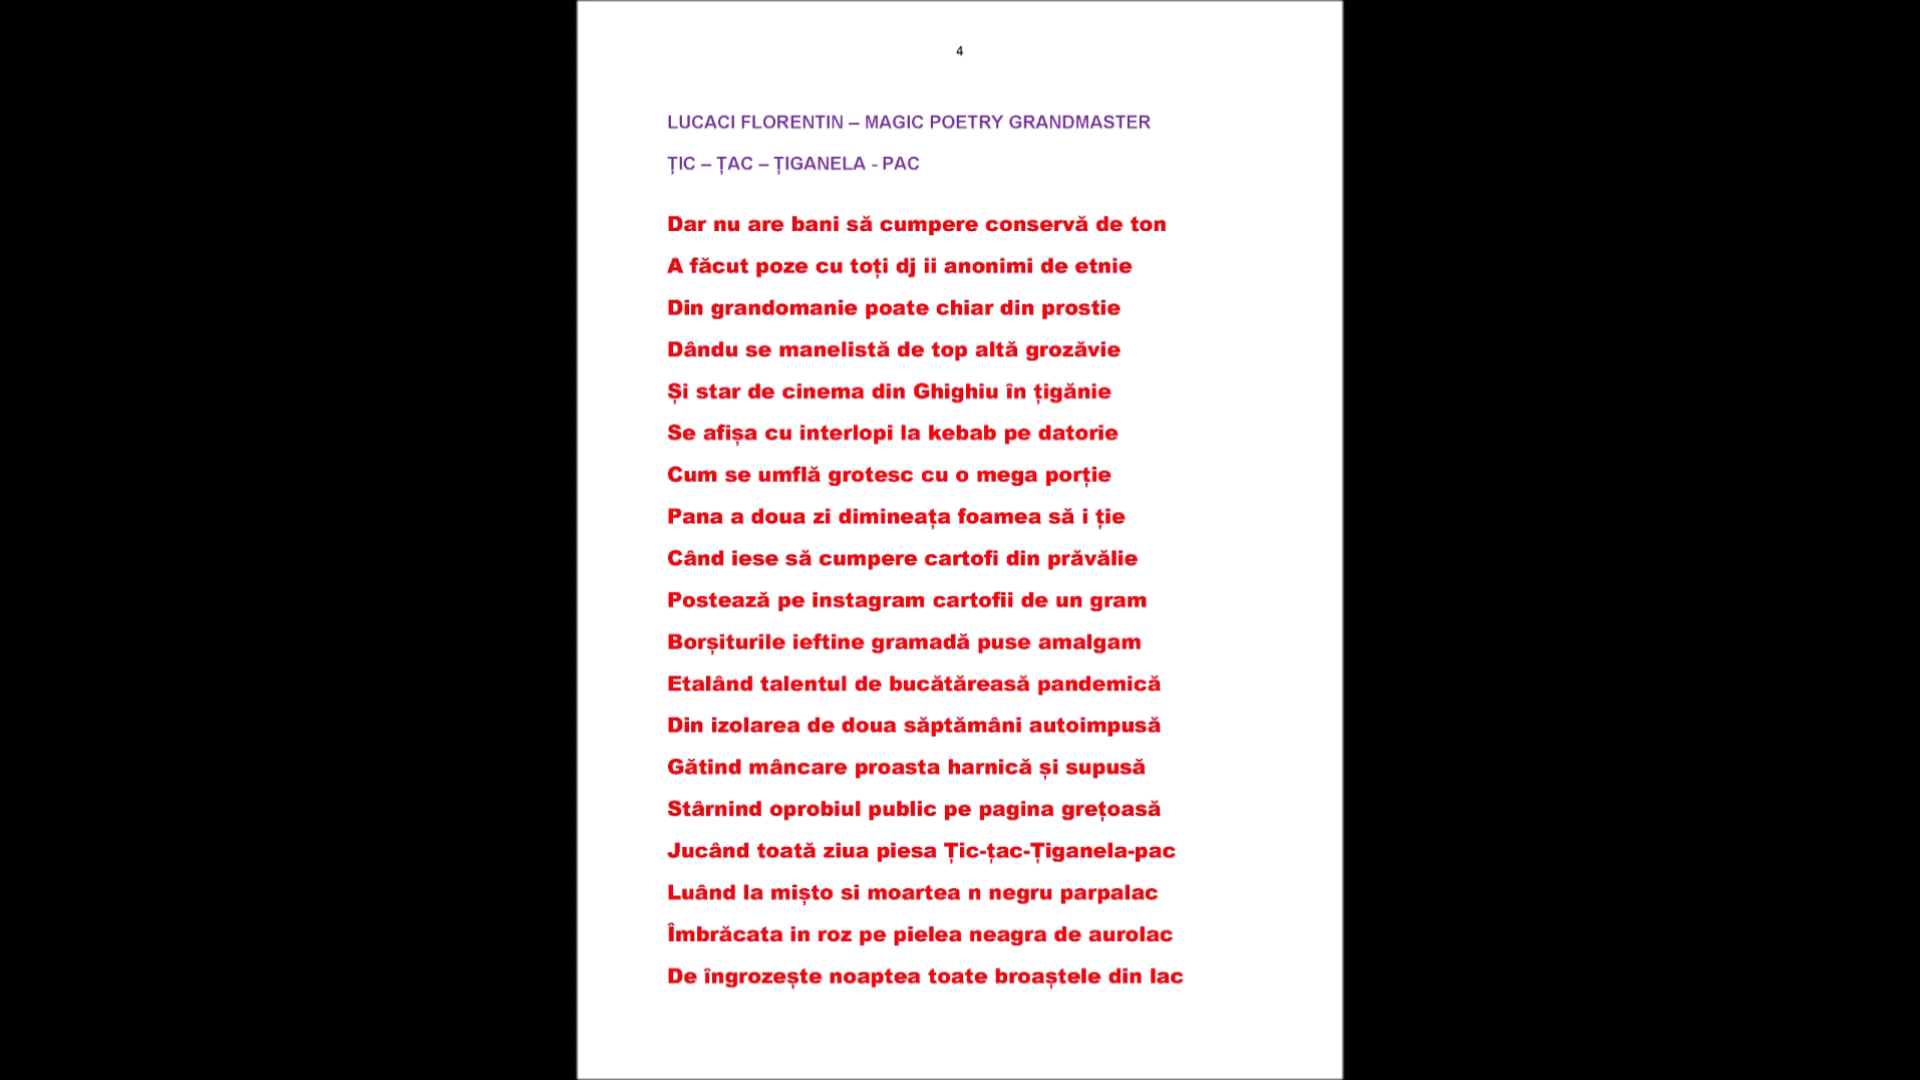 4
LUCACI FLORENTIN – MAGIC POETRY GRANDMASTER
ȚIC – ȚAC – ȚIGANELA - PAC
Dar nu are bani să cumpere conservă de ton
A făcut poze cu toți dj ii anonimi de etnie
Din grandomanie poate chiar din prostie
Dându se manelistă de top altă grozăvie
Și star de cinema din Ghighiu în țigănie
Se afișa cu interlopi la kebab pe datorie
Cum se umflă grotesc cu o mega porție
Pana a doua zi dimineața foamea să i ție
Când iese să cumpere cartofi din prăvălie
Postează pe instagram cartofii de un gram
Borșiturile ieftine gramadă puse amalgam
Etalând talentul de bucătăreasă pandemică
Din izolarea de doua săptămâni autoimpusă
Gătind mâncare proasta harnică și supusă
Stârnind oprobiul public pe pagina grețoasă
Jucând toată ziua piesa Țic-țac-Țiganela-pac
Luând la mișto si moartea n negru parpalac
Îmbrăcata in roz pe pielea neagra de aurolac
De îngrozește noaptea toate broaștele din lac